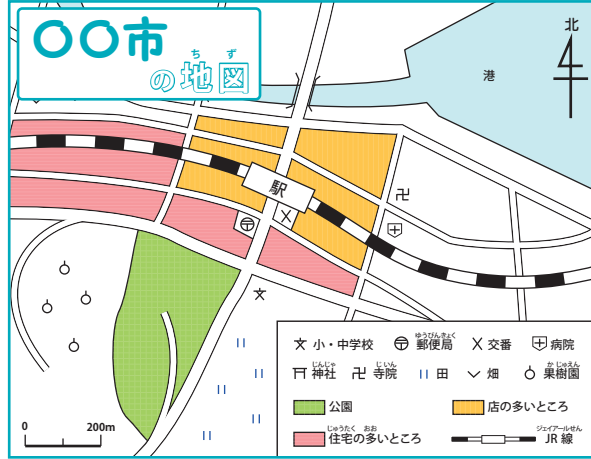 〇〇市
ちず
の地図
北
港
駅
0 200m
小・中学校 ゆうびんきょく 郵便局 交番 病院
じんじゃ 神社 じいん 寺院 田 畑 かじゅえん 果樹園
公園 店の多いところ
じゅうたく おお ジェイアールせん
住宅の多いところ JR線